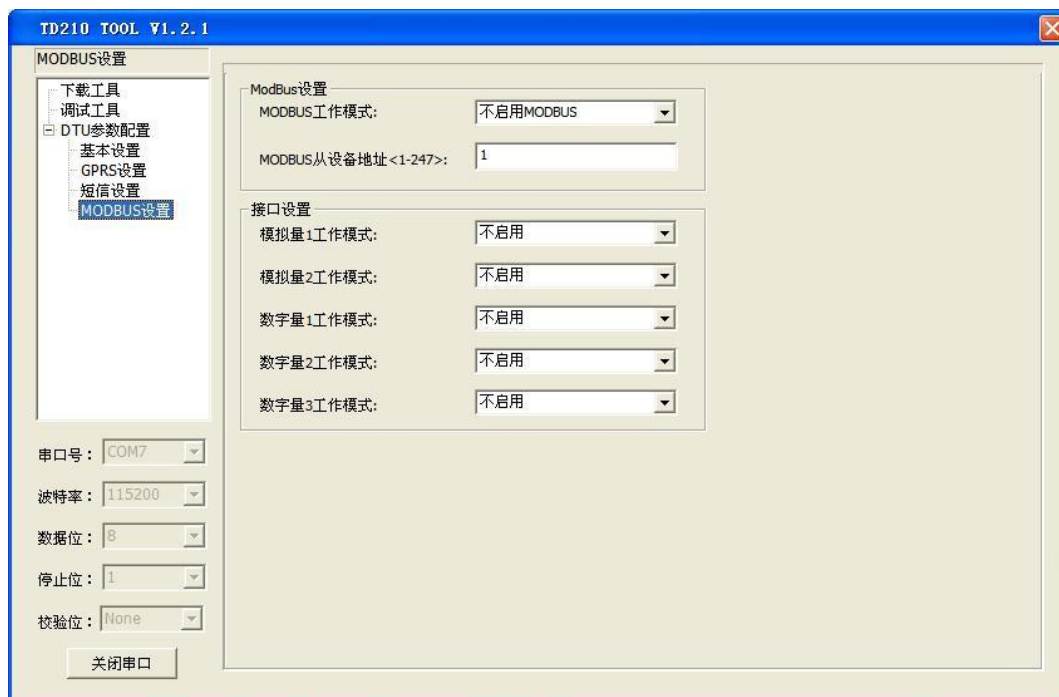 TD210 TOOL V1.2.1
MODBUS设置
下载工具
调试工具
DTU参数配置
基本设置
GPRS设置
短信设置
MODBUS设置
串口号： COM7
波特率： 115200
数据位： 8
停止位： 1
校验位： None
关闭串口
ModBus设置
MODBUS工作模式: 不启用MODBUS
MODBUS从设备地址<1-247>: 1
接口设置
模拟量1工作模式: 不启用
模拟量2工作模式: 不启用
数字量1工作模式: 不启用
数字量2工作模式: 不启用
数字量3工作模式: 不启用